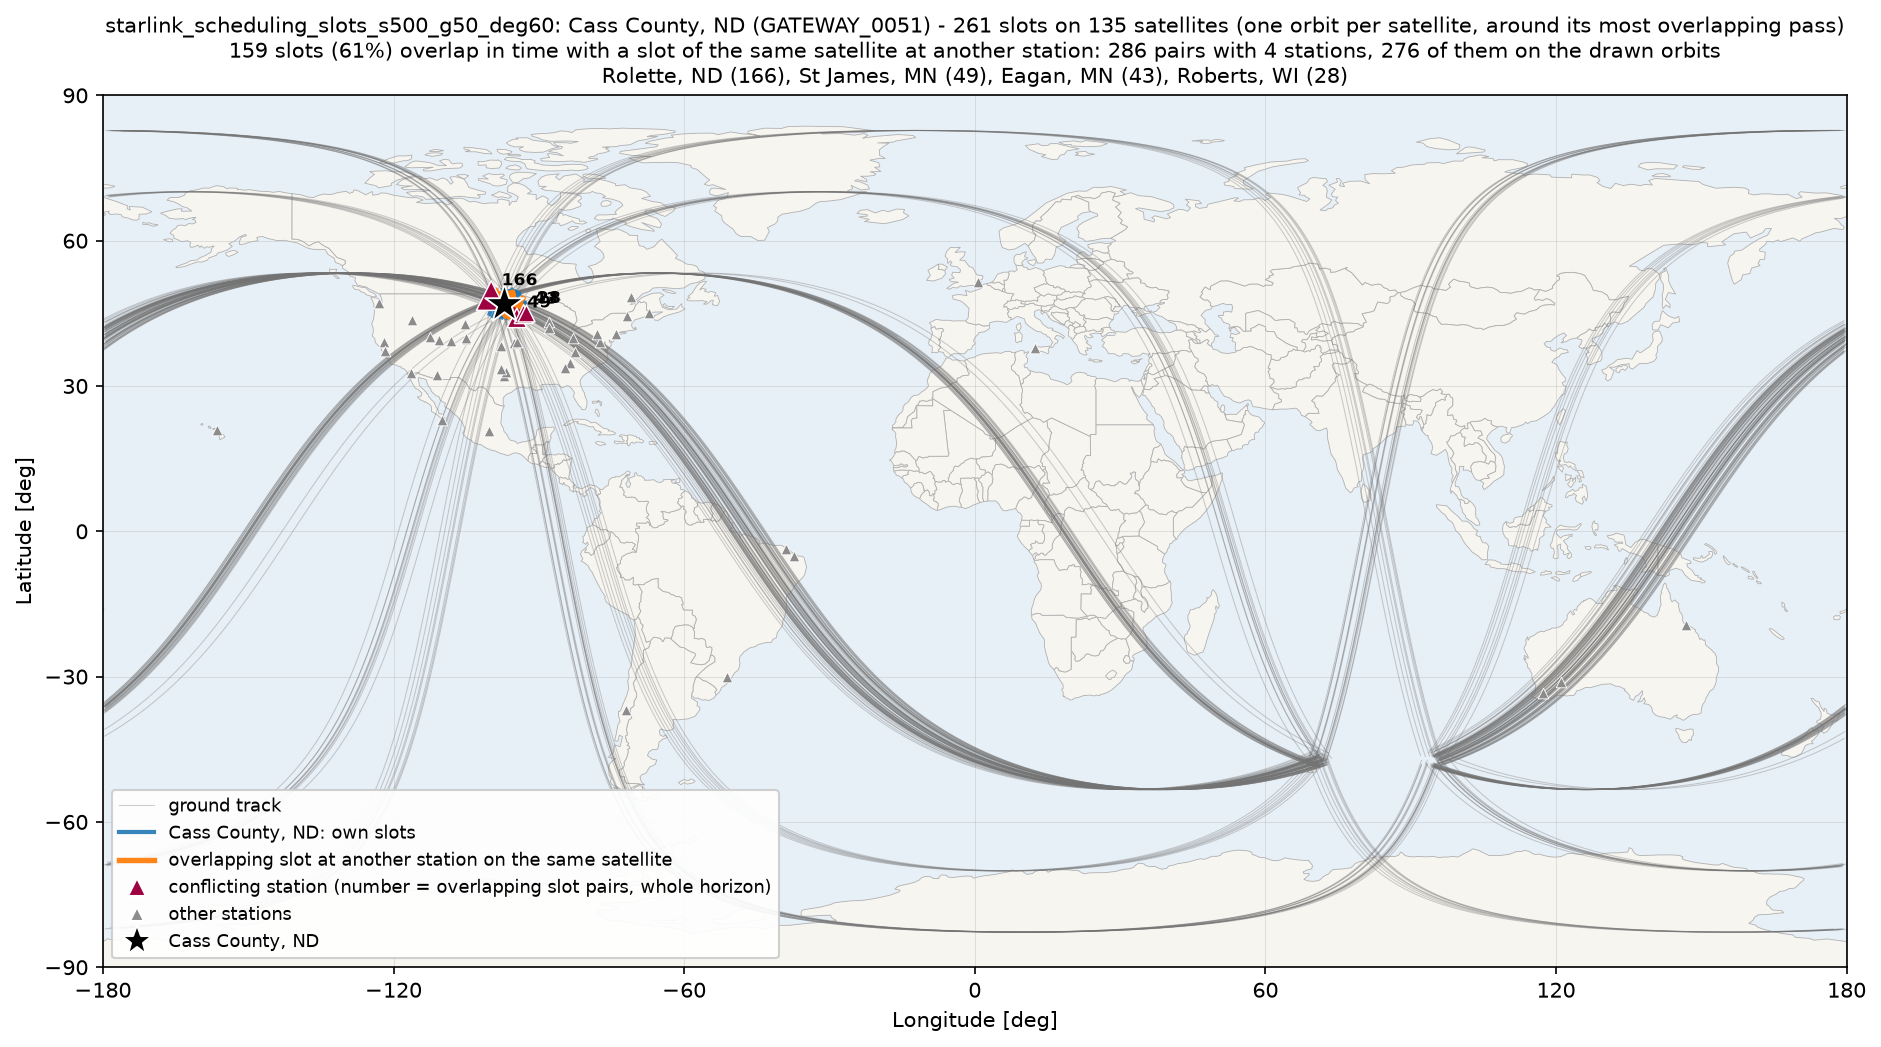 starlink_scheduling_slots_s500_g50_deg60: Cass County, ND (GATEWAY_0051) - 261 slots on 135 satellites (one orbit per satellite, around its most overlapping pass)
159 slots (61%) overlap in time with a slot of the same satellite at another station: 286 pairs with 4 stations, 276 of them on the drawn orbits
Rolette, ND (166), St James, MN (49), Eagan, MN (43), Roberts, WI (28)
90
60
30
0
−30
−60
−90
Latitude [deg]
166
49
ground track
Cass County, ND: own slots
overlapping slot at another station on the same satellite
conflicting station (number = overlapping slot pairs, whole horizon)
other stations
Cass County, ND
−180
−120
−60
0
60
120
180
Longitude [deg]